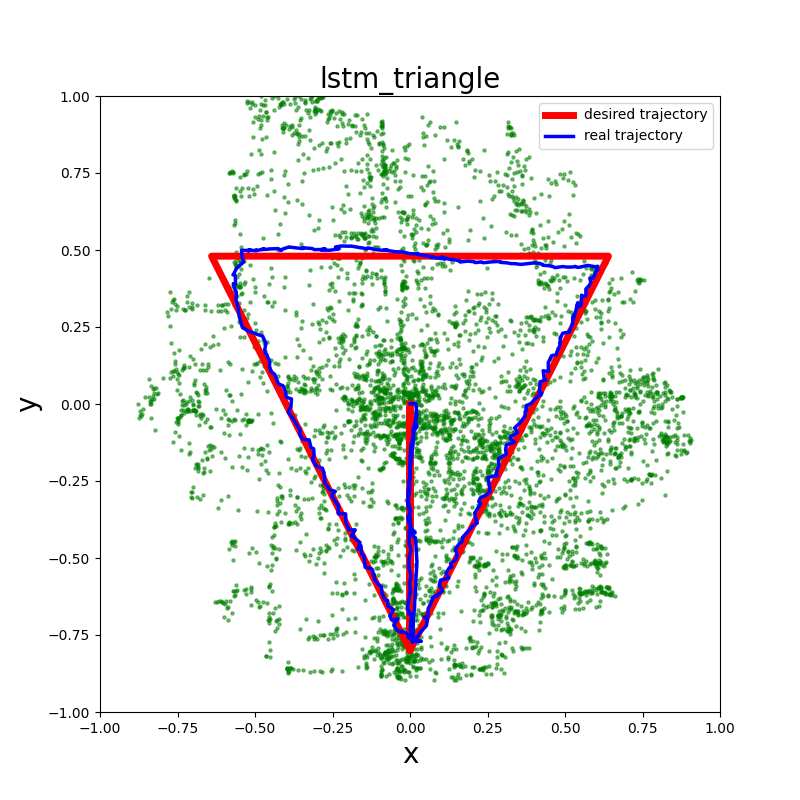 lstm_triangle
desired trajectory
real trajectory
1.00
0.75
0.50
0.25
0.00
−0.25
−0.50
−0.75
−1.00
y
−1.00 −0.75 −0.50 −0.25 0.00 0.25 0.50 0.75 1.00
x